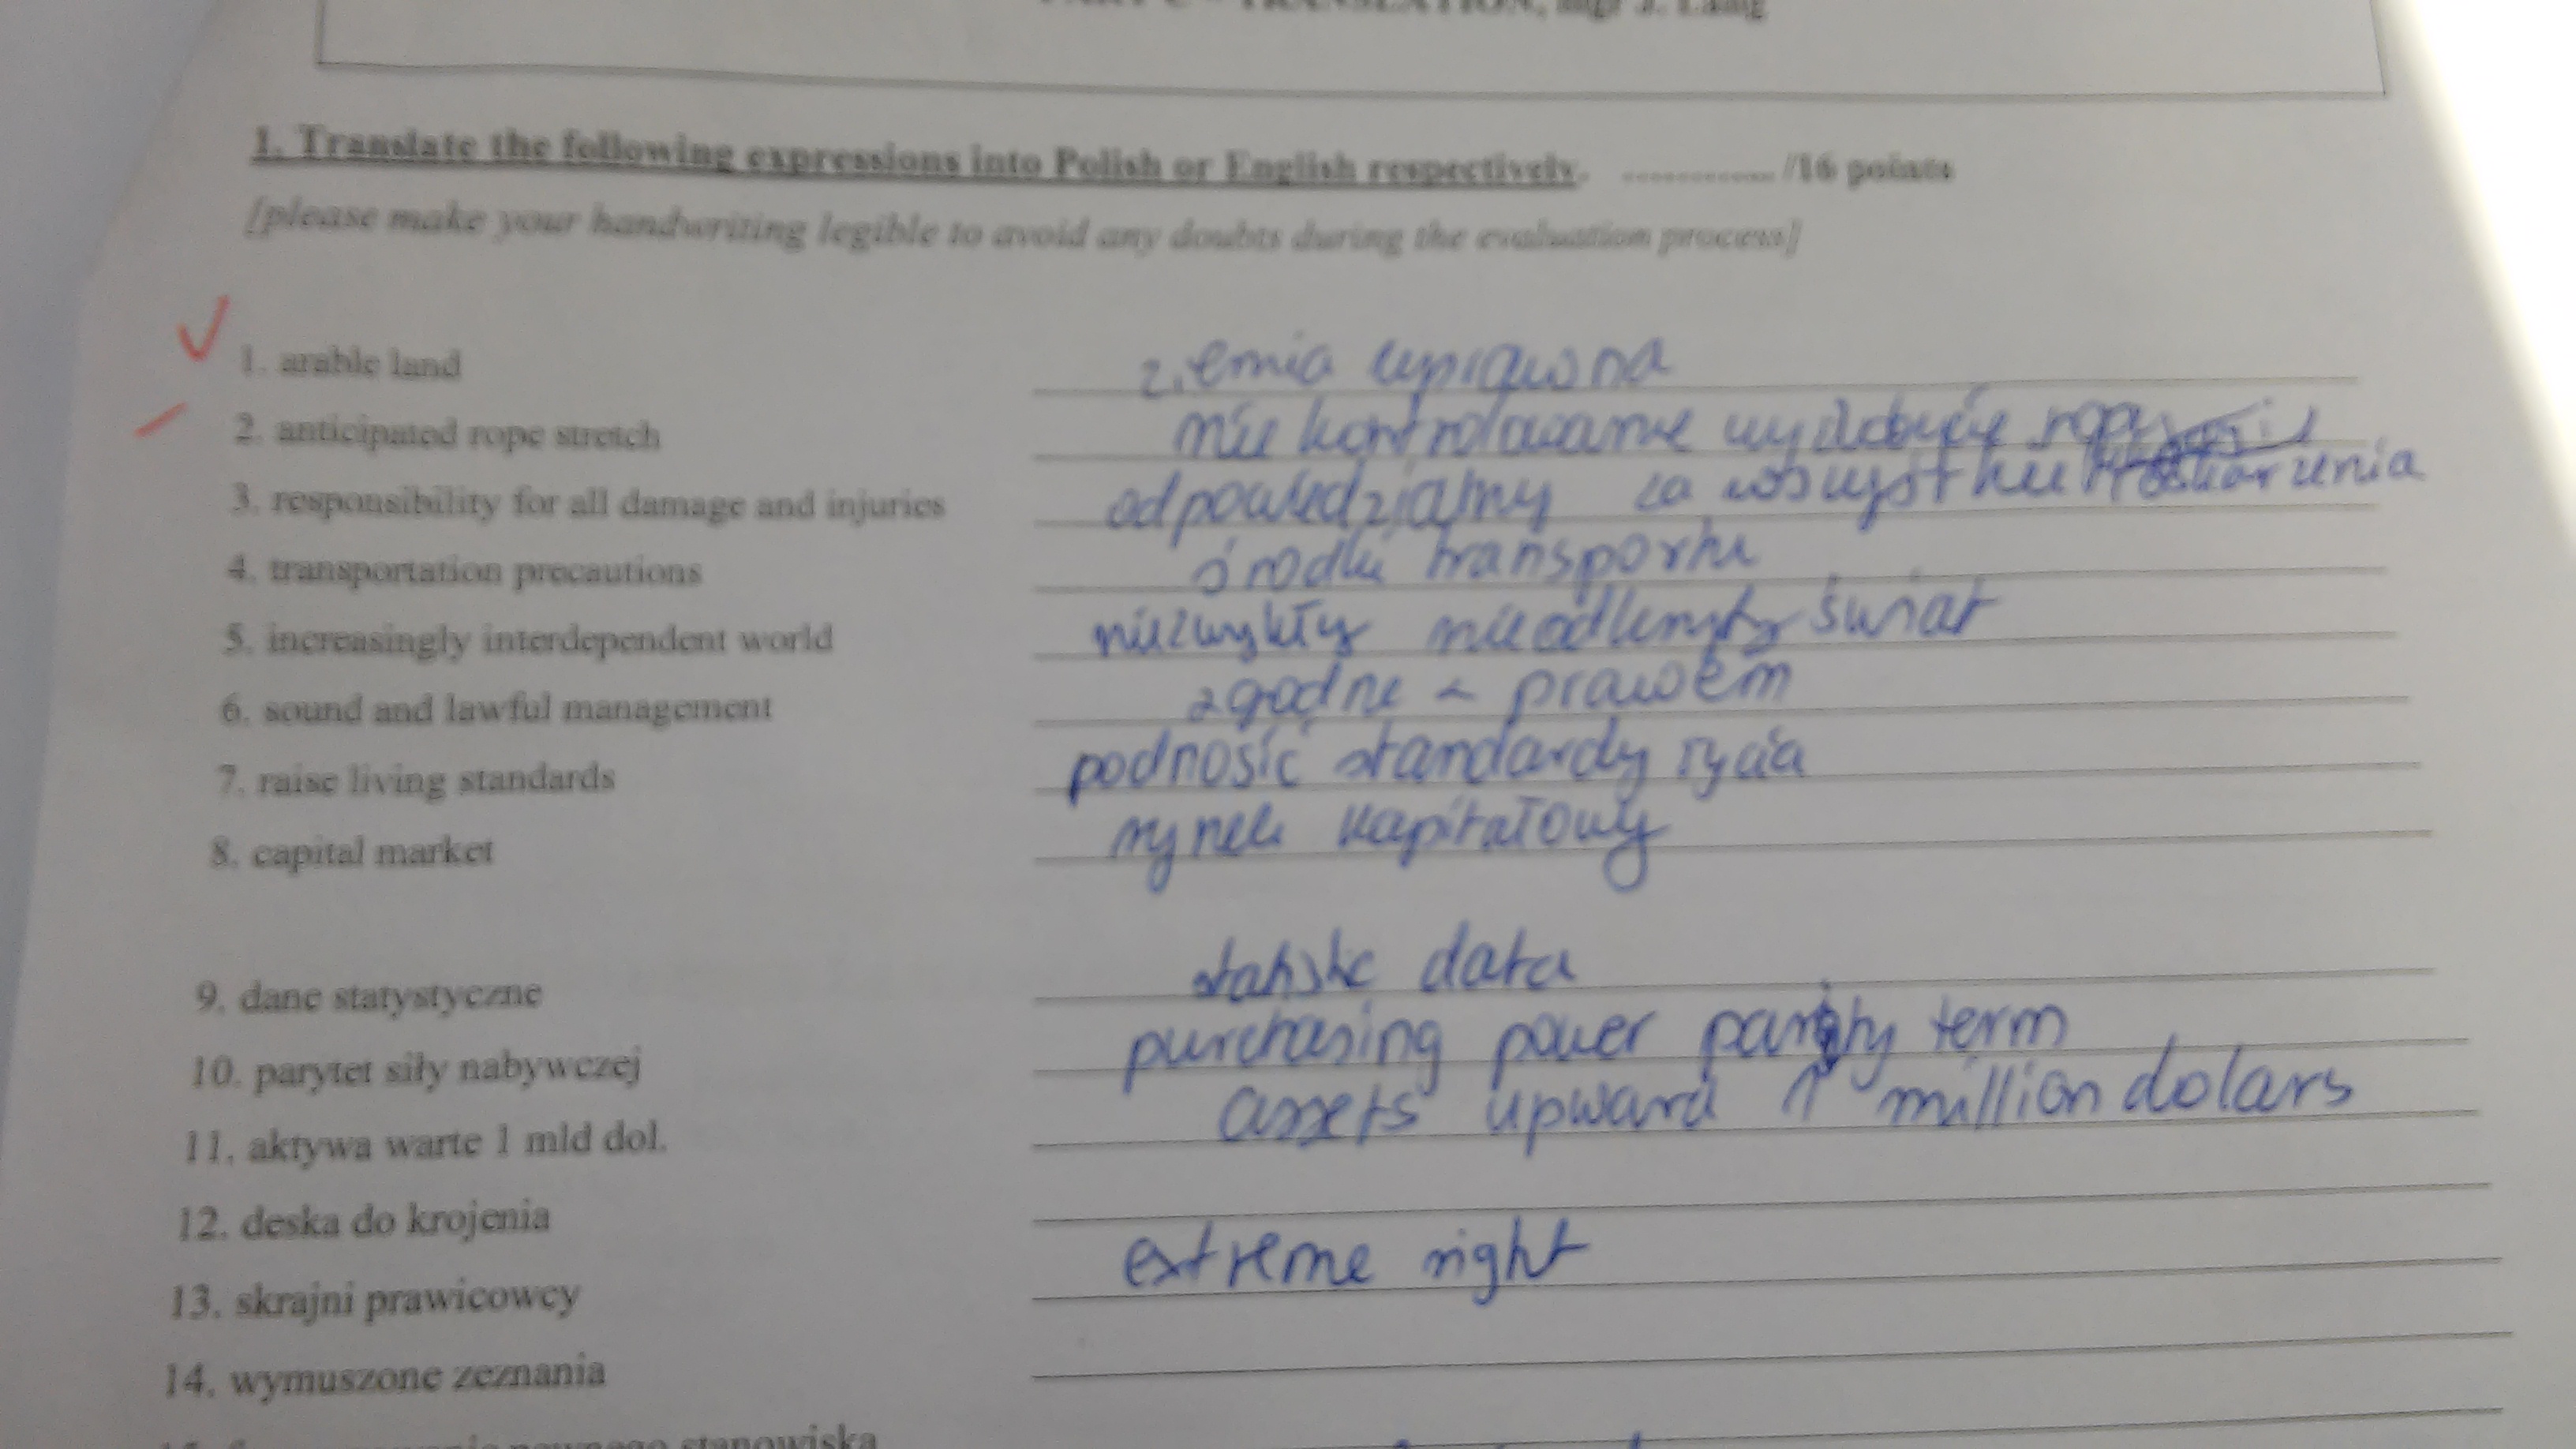 TRANSLATION, mgr J.
1. Translate the following expressions into Polish or English respectively. ............ /16 points
[please make your handwriting legible to avoid any doubts during the evaluation process]
1. arable land ziemia uprawna
2. anticipated rope stretch nie kontrolowanie wydobycie ropy
3. responsibility for all damage and injuries odpowiedzialny za wszystkie
4. transportation precautions środki transportu
5. increasingly interdependent world niezwykły nieodległy świat
6. sound and lawful management zgodne z prawem
7. raise living standards podnosić standardy życia
8. capital market rynek kapitałowy
9. dane statystyczne statistic data
10. parytet siły nabywczej purchasing power parity term
11. aktywa warte 1 mld dol. assets upward 1 million dolars
12. deska do krojenia
13. skrajni prawicowcy extreme right
14. wymuszone zeznania
pewnego stanowiska